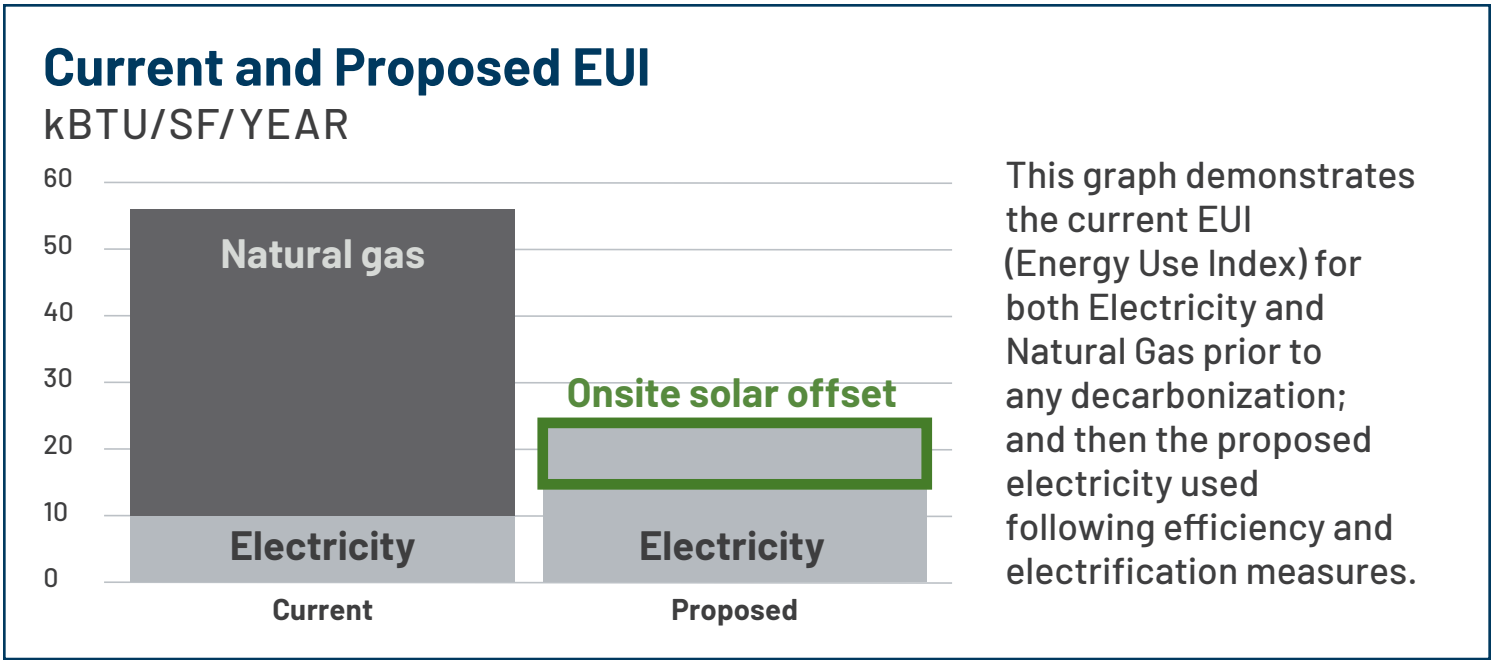 Current and Proposed EUI
kBTU/SF/YEAR
60
50
40
30
20
10
0
Natural gas
Electricity
Onsite solar offset
Electricity
Current
Proposed
This graph demonstrates
the current EUI
(Energy Use Index) for
both Electricity and
Natural Gas prior to
any decarbonization;
and then the proposed
electricity used
following efficiency and
electrification measures.